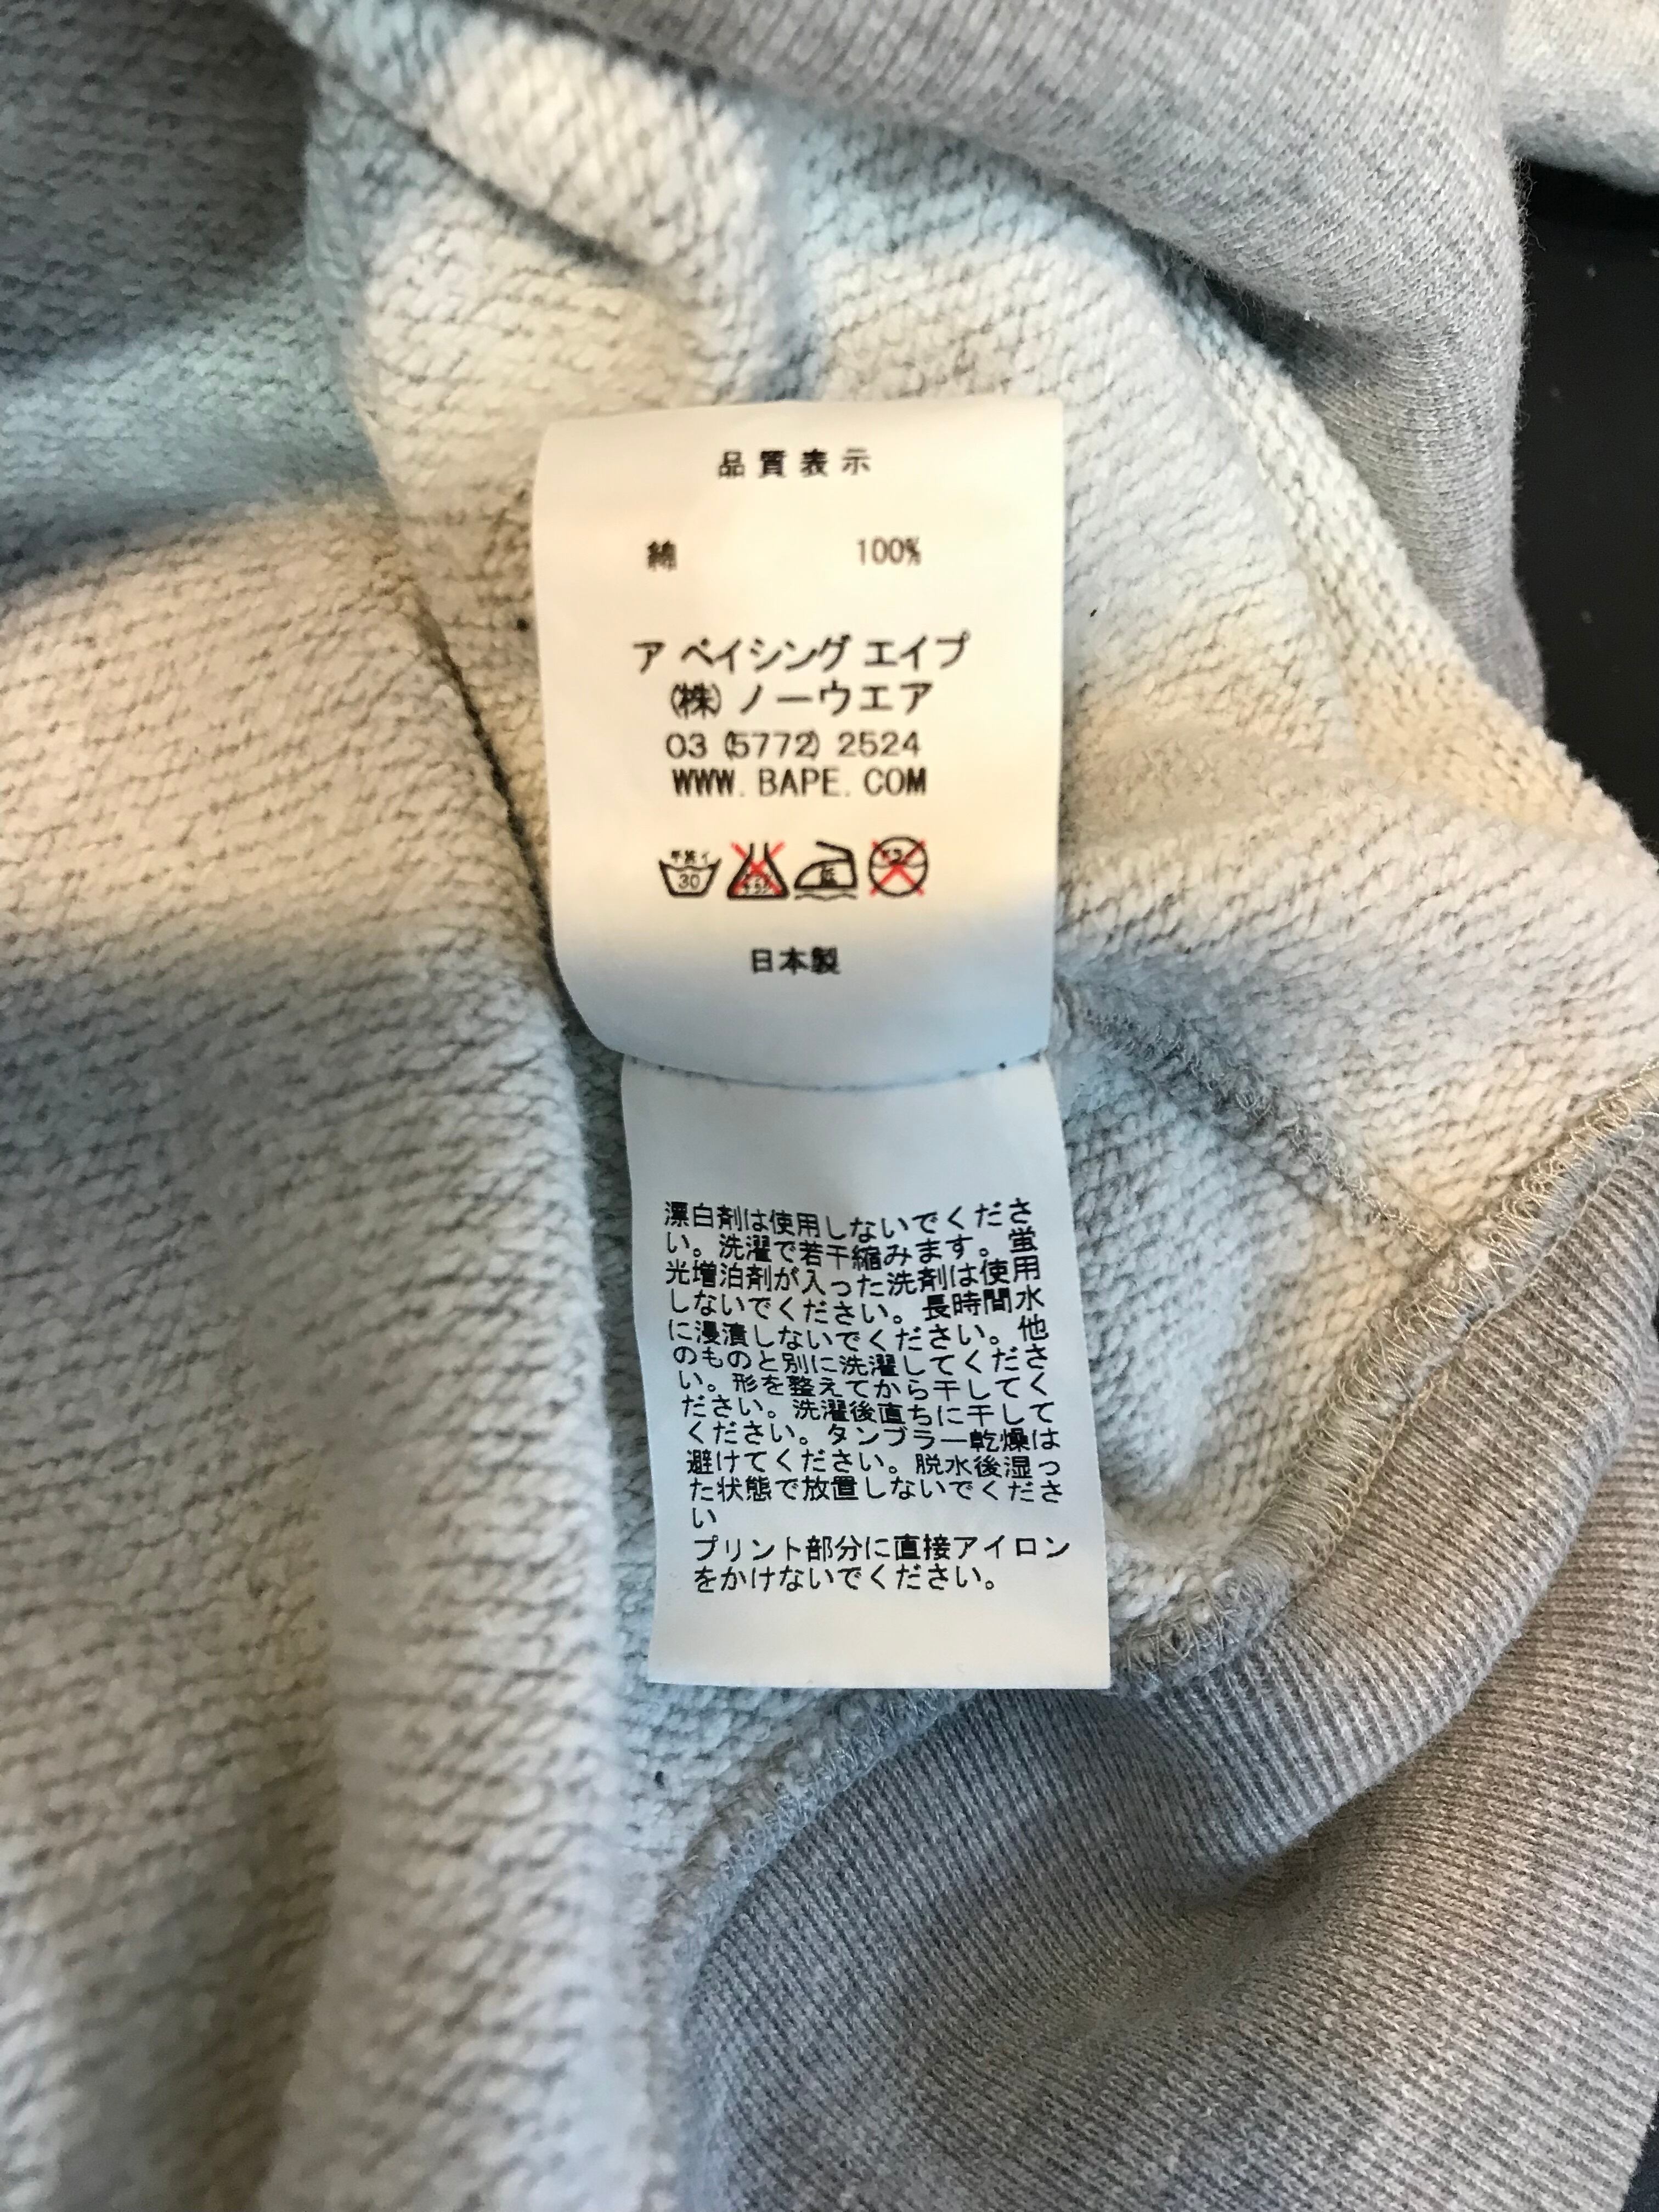 品質表示
綿 100%
ア ベイシング エイプ
(株) ノーウエア
03 (5772) 2524
WWW.BAPE.COM
30
日本製
漂白剤は使用しないでくださ
い。洗濯で若干縮みます。蛍
光増泊剤が入った洗剤は使用
しないでください。長時間水
に浸漬しないでください。他
のものと別に洗濯してくださ
い。形を整えてから干してく
ださい。洗濯後直ちに干して
ください。タンブラー乾燥は
避けてください。脱水後湿っ
た状態で放置しないでくださ
い
プリント部分に直接アイロン
をかけないでください。